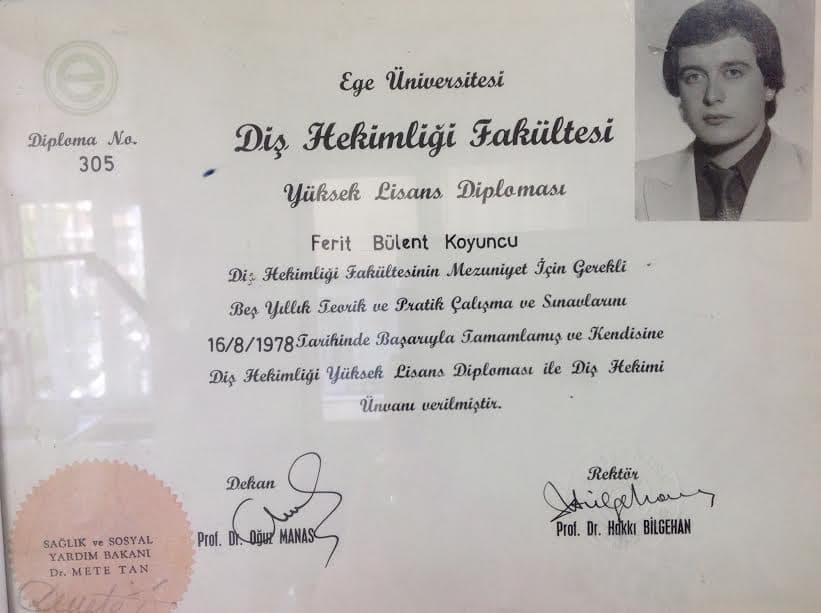 e
Ege Üniversitesi
Diploma No.
305
Diş Hekimliği Fakültesi
Yüksek Lisans Diploması
Ferit Bülent Koyuncu
Diş Hekimliği Fakültesinin Mezuniyet İçin Gerekli
Beş Yıllık Teorik ve Pratik Çalışma ve Sınavlarını
16/8/1978 Tarihinde Başarıyla Tamamlamış ve Kendisine
Diş Hekimliği Yüksek Lisans Diploması ile Diş Hekimi
Ünvanı verilmiştir.
Dekan
Prof. Dr. Oğuz MANAS
Rektör
Prof. Dr. Hakkı BİLGEHAN
SAĞLIK ve SOSYAL
YARDIM BAKANI
Dr. METE TAN